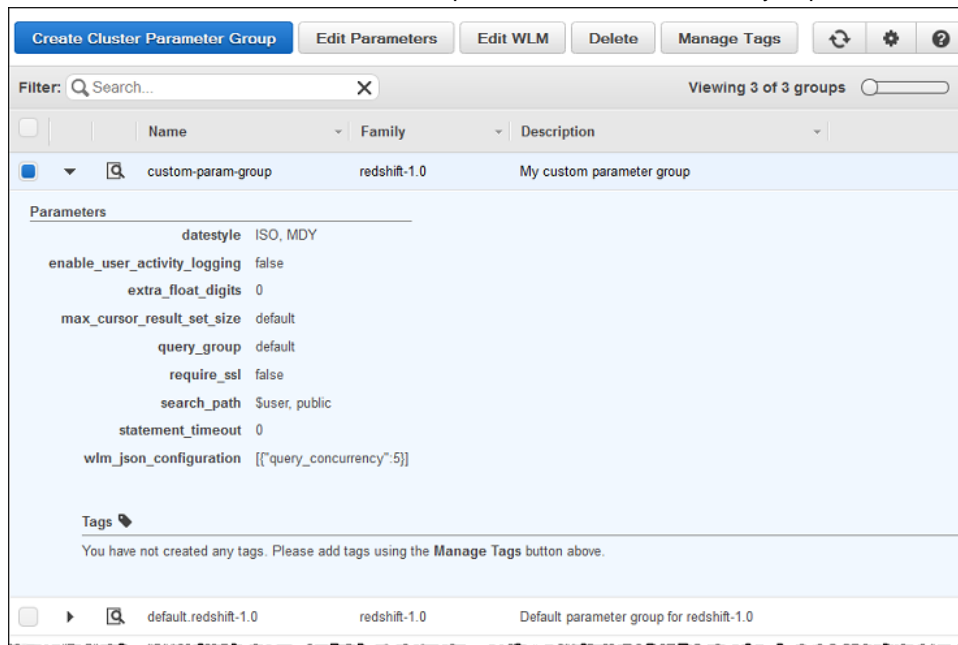 Create Cluster Parameter Group Edit Parameters Edit WLM Delete Manage Tags
Filter: Search... Viewing 3 of 3 groups
Name Family Description
custom-param-group redshift-1.0 My custom parameter group
Parameters
datestyle ISO, MDY
enable_user_activity_logging false
extra_float_digits 0
max_cursor_result_set_size default
query_group default
require_ssl false
search_path $user, public
statement_timeout 0
wlm_json_configuration [{"query_concurrency":5}]
Tags
You have not created any tags. Please add tags using the Manage Tags button above.
default.redshift-1.0 redshift-1.0 Default parameter group for redshift-1.0